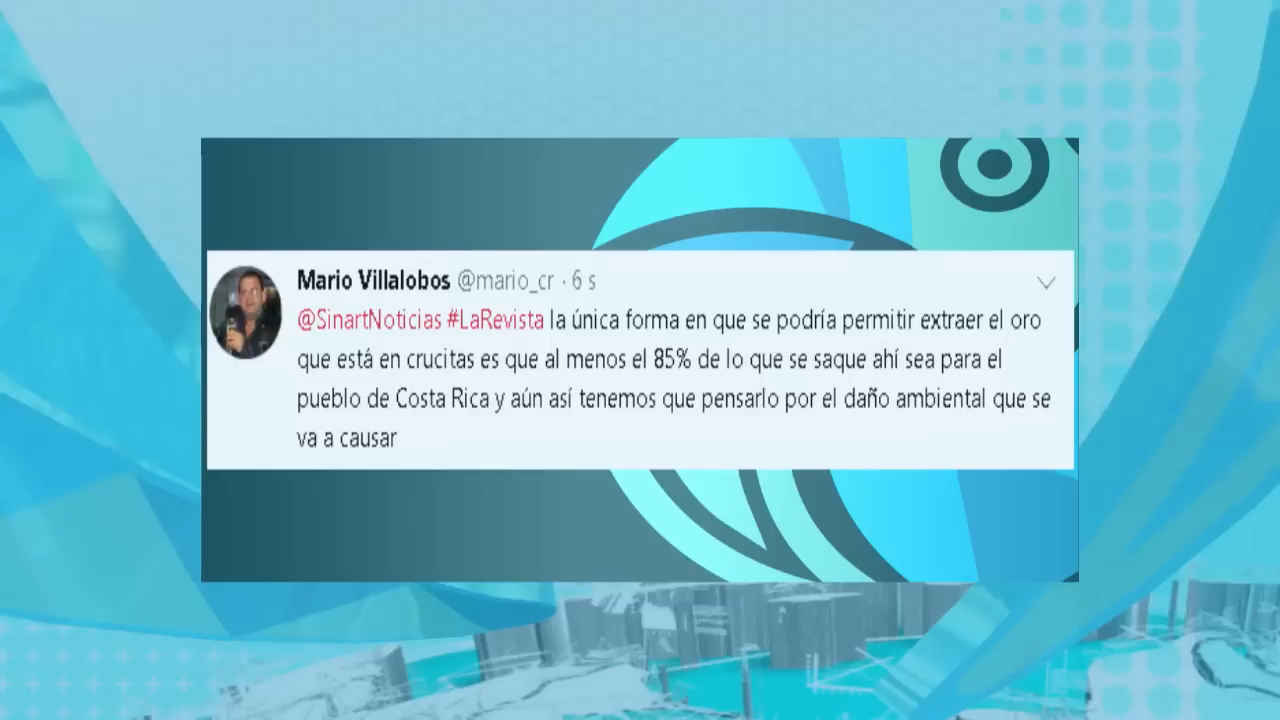 Mario Villalobos @mario_cr · 6 s
@SinartNoticias #LaRevista la única forma en que se podría permitir extraer el oro
que está en crucitas es que al menos el 85% de lo que se saque ahí sea para el
pueblo de Costa Rica y aún así tenemos que pensarlo por el daño ambiental que se
va a causar